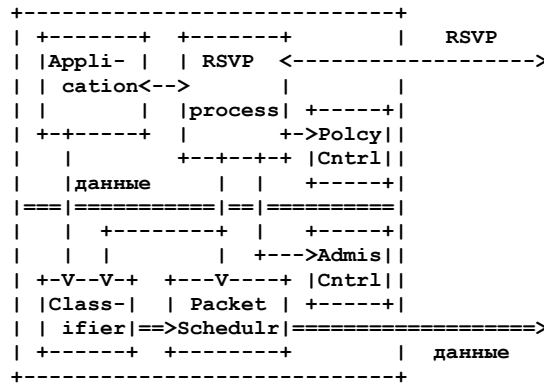 RSVP
Appli- RSVP
cation
process
Polcy
Cntrl
данные
Admis
Cntrl
Class- Packet
ifier Schedulr
данные